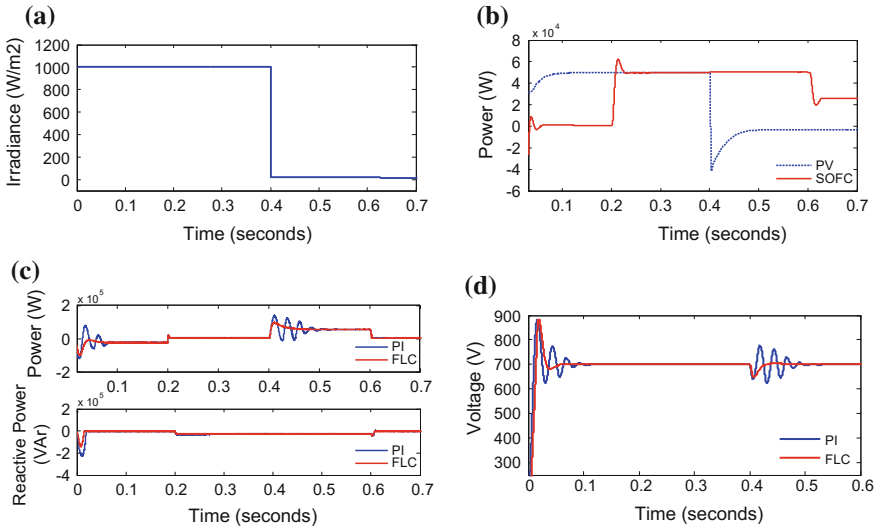 (a)
1200
1000
800
600
400
200
0
Irradiance (W/m2)
0 0.1 0.2 0.3 0.4 0.5 0.6 0.7
Time (seconds)
(b)
x 10^4
8
6
4
2
0
-2
-4
-6
Power (W)
PV
SOFC
0.1 0.2 0.3 0.4 0.5 0.6 0.7
Time (seconds)
(c)
x 10^5
2
0
-2
Power (W)
PI
FLC
0.1 0.2 0.3 0.4 0.5 0.6 0.7
x 10^5
2
0
-2
-4
Reactive Power
(VAr)
PI
FLC
0 0.1 0.2 0.3 0.4 0.5 0.6 0.7
Time (seconds)
(d)
900
800
700
600
500
400
300
Voltage (V)
PI
FLC
0 0.1 0.2 0.3 0.4 0.5 0.6
Time (seconds)